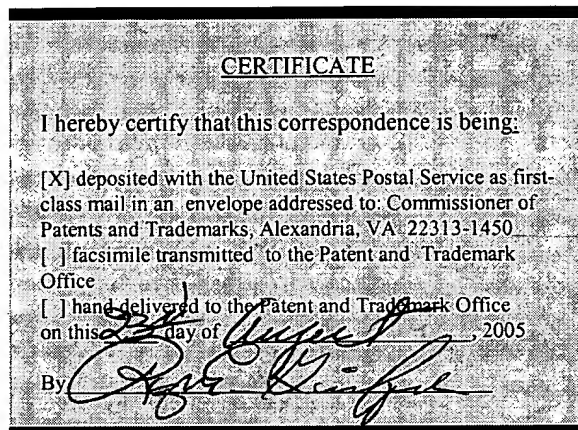 CERTIFICATE
I hereby certify that this correspondence is being:
[X] deposited with the United States Postal Service as first-
class mail in an envelope addressed to: Commissioner of
Patents and Trademarks, Alexandria, VA 22313-1450
[ ] facsimile transmitted to the Patent and Trademark
Office
[ ] hand delivered to the Patent and Trademark Office
on this day of August, 2005
By